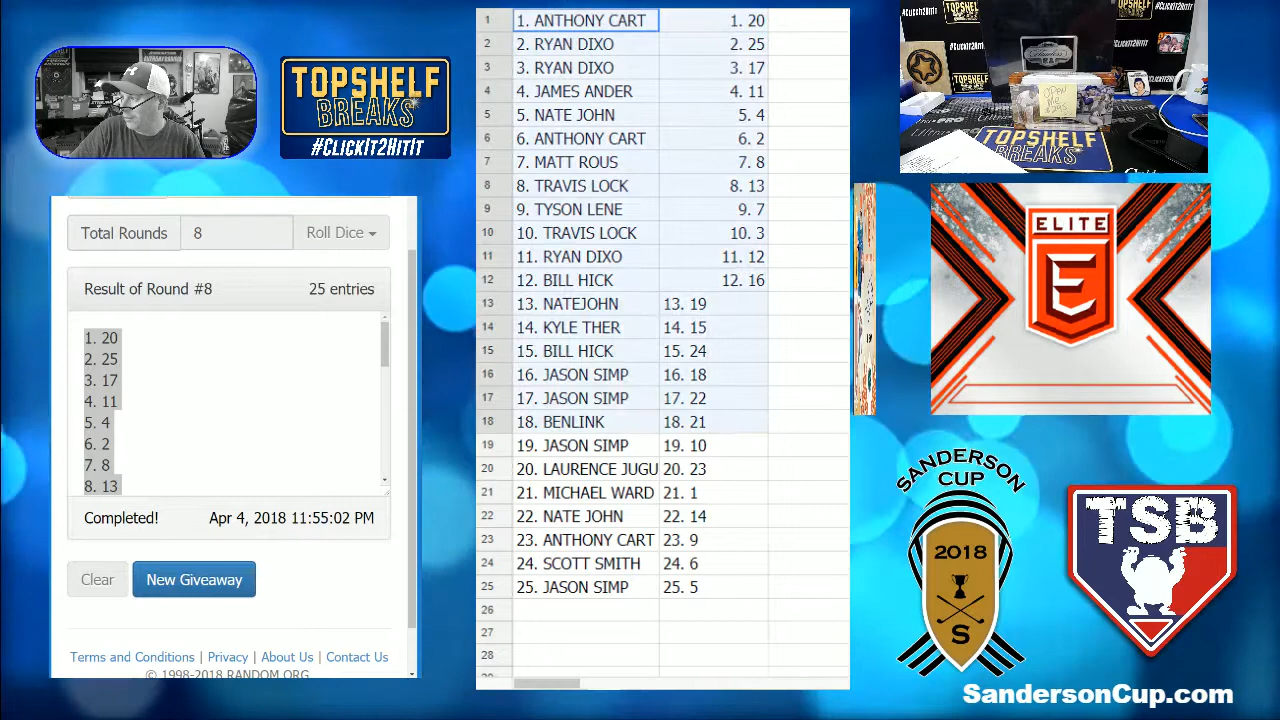 TOPSHELF
BREAKS
#CLICKIT2HITIT
Total Rounds 8 Roll Dice
Result of Round #8 25 entries
1. 20
2. 25
3. 17
4. 11
5. 4
6. 2
7. 8
8. 13
Completed! Apr 4, 2018 11:55:02 PM
Clear New Giveaway
Terms and Conditions | Privacy | About Us | Contact Us
© 1998-2018 RANDOM.ORG
1 1. ANTHONY CART 1. 20
2 2. RYAN DIXO 2. 25
3 3. RYAN DIXO 3. 17
4 4. JAMES ANDER 4. 11
5 5. NATE JOHN 5. 4
6 6. ANTHONY CART 6. 2
7 7. MATT ROUS 7. 8
8 8. TRAVIS LOCK 8. 13
9 9. TYSON LENE 9. 7
10 10. TRAVIS LOCK 10. 3
11 11. RYAN DIXO 11. 12
12 12. BILL HICK 12. 16
13 13. NATEJOHN 13. 19
14 14. KYLE THER 14. 15
15 15. BILL HICK 15. 24
16 16. JASON SIMP 16. 18
17 17. JASON SIMP 17. 22
18 18. BENLINK 18. 21
19 19. JASON SIMP 19. 10
20 20. LAURENCE JUGU 20. 23
21 21. MICHAEL WARD 21. 1
22 22. NATE JOHN 22. 14
23 23. ANTHONY CART 23. 9
24 24. SCOTT SMITH 24. 6
25 25. JASON SIMP 25. 5
26
27
28
#CLICKIT2HITIT
OPEN
ME
TOPSHELF
BREAKS
ELITE
E
SANDERSON
CUP
2018
S
TSB
SandersonCup.com